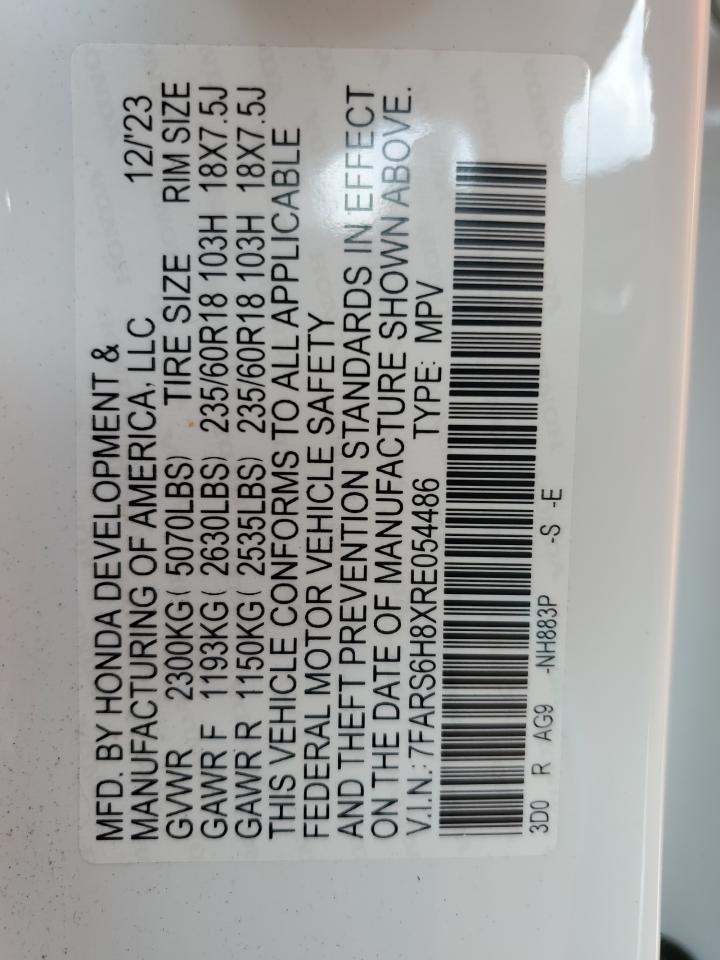 MFD. BY HONDA DEVELOPMENT &
MANUFACTURING OF AMERICA, LLC 12/'23
GVWR 2300KG( 5070LBS) TIRE SIZE RIM SIZE
GAWR F 1193KG( 2630LBS) 235/60R18 103H 18X7.5J
GAWR R 1150KG( 2535LBS) 235/60R18 103H 18X7.5J
THIS VEHICLE CONFORMS TO ALL APPLICABLE
FEDERAL MOTOR VEHICLE SAFETY
AND THEFT PREVENTION STANDARDS IN EFFECT
ON THE DATE OF MANUFACTURE SHOWN ABOVE.
V.I.N.: 7FARS6H8XRE054486 TYPE: MPV
3D0 R AG9 -NH883P -S -E